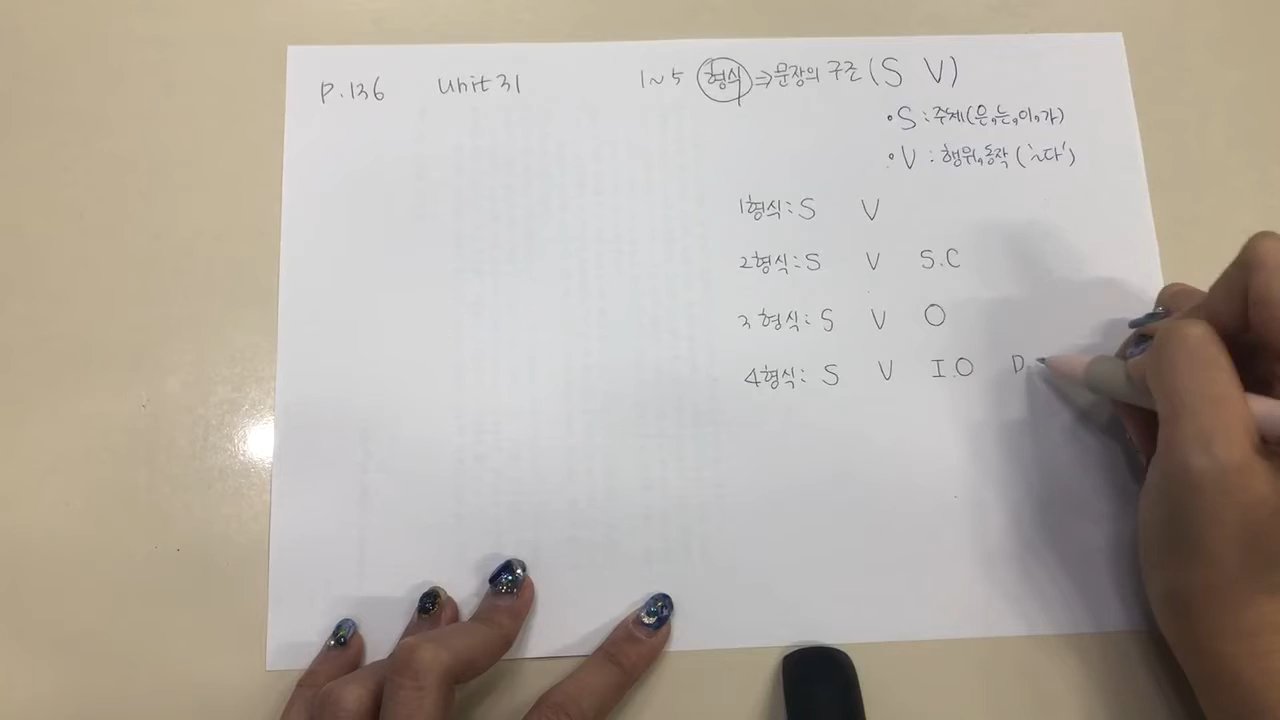 P.136 Unit 31 1~5 형식 ⇒ 문장의 구조 (S V)
•S : 주체 (은,는,이,가)
•V : 행위,동작 ('~다')
1형식: S V
2형식: S V S.C
3형식: S V O
4형식: S V I.O D.